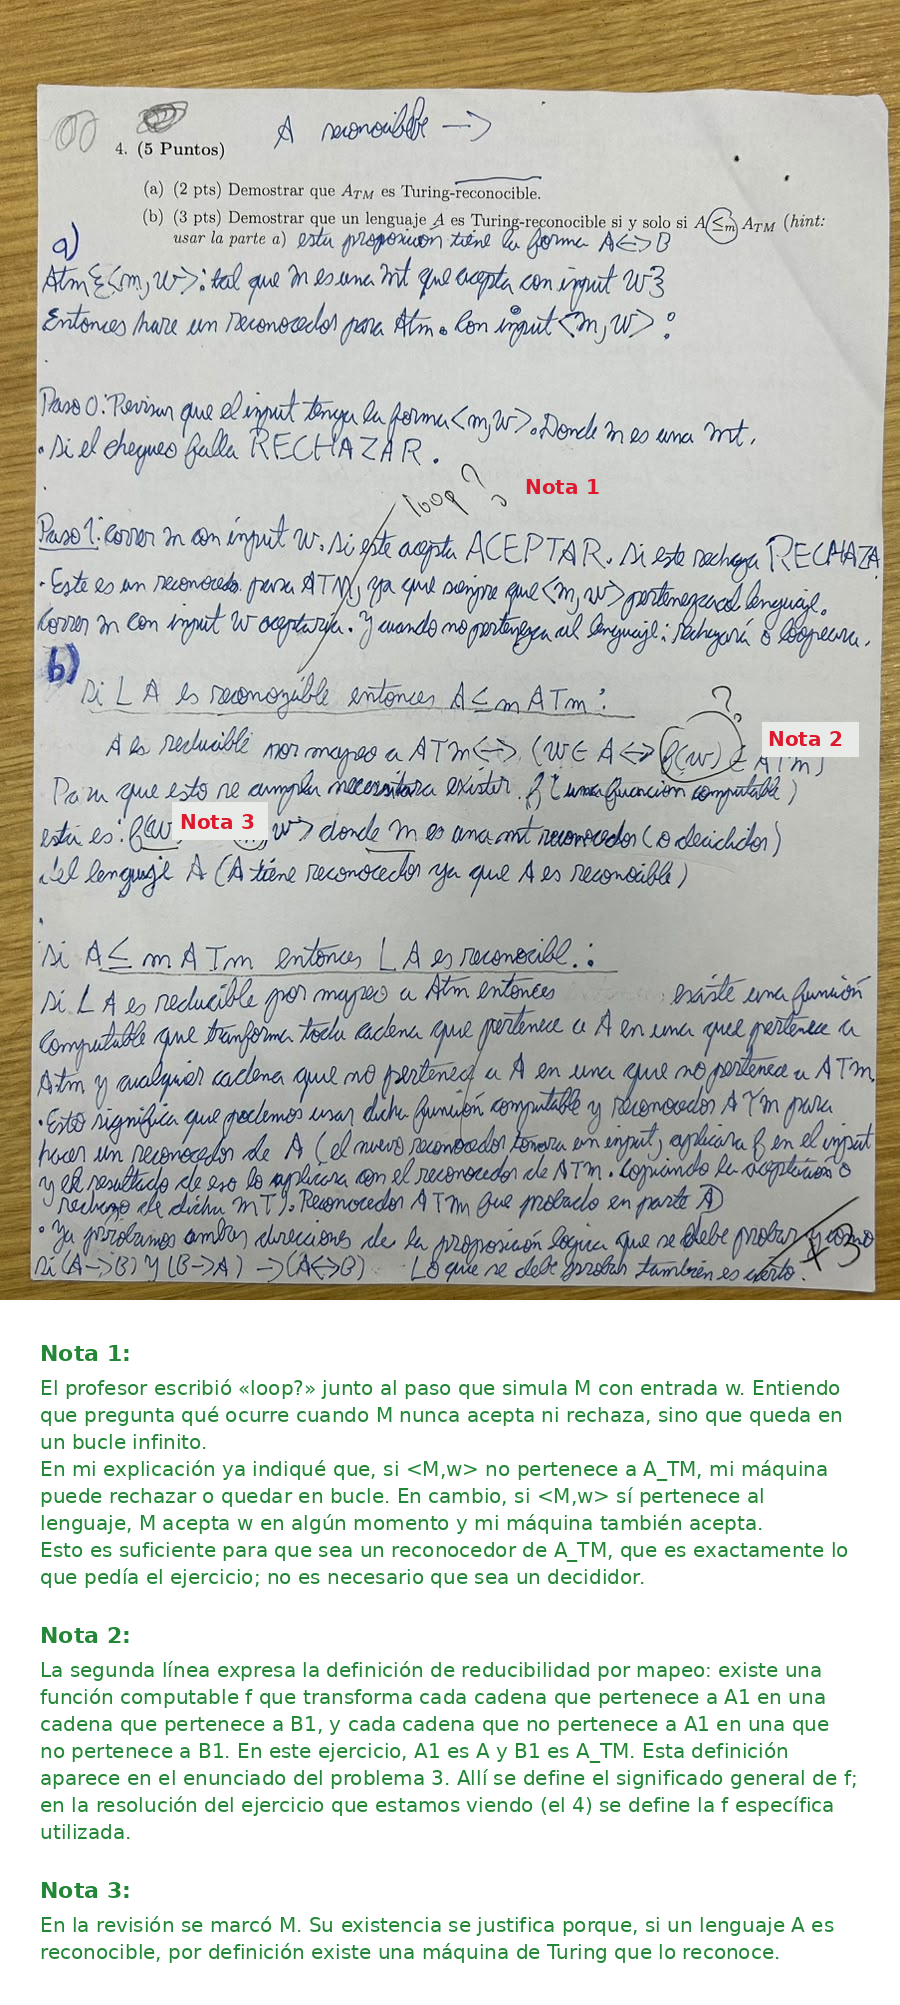 A reconocible →
4. (5 Puntos)
(a) (2 pts) Demostrar que A_TM es Turing-reconocible.
(b) (3 pts) Demostrar que un lenguaje A es Turing-reconocible si y solo si A ≤m A_TM (hint:
usar la parte a) esta proposición tiene la forma A<->B
a)
Atm {<m, w>: tal que m es una mt que acepta con input w}
Entonces hare un reconocedor para Atm. Con input <m, w> :
Paso 0: Revisar que el input tenga la forma <m, w>. Donde m es una mt.
• Si el chequeo falla RECHAZAR.
loop?
Nota 1
Paso 1: Correr m con input w. Si este acepta ACEPTAR. Si este rechaza RECHAZA
• Este es un reconocedor para ATM, ya que siempre que <m, w> pertenezca al lenguaje.
Correr m con input w aceptaria. Y cuando no pertenezca al lenguaje: rechazará o loopeara.
b)
Si L A es reconocible entonces A ≤m ATm:
?
Nota 2
A es reducible por mapeo a ATM <-> (w ∈ A <-> f(w) ∈ ATm)
Para que esto se cumpla necesitara existir f (una función computable)
Nota 3
esta es: f(w w> donde m es una mt reconocedor (o decididor)
del lenguaje A (A tiene reconocedor ya que A es reconocible)
Si A ≤m ATm entonces L A es reconocible.:
Si L A es reducible por mapeo a Atm entonces existe una función
computable que tranforma toda cadena que pertenece a A en una que pertenece a
Atm y cualquier cadena que no pertenece a A en una que no pertenece a ATM.
• Esto significa que podemos usar dicha función computable y reconocedor ATm para
hacer un reconocedor de A (el nuevo reconocedor tomara un input, aplicara f en el input
y el resultado de eso lo aplicara con el reconocedor de ATM. Copiando la aceptación o
rechazo de dicha MT). Reconocedor ATm fue probado en parte A)
• Ya probamos ambas direcciones de la proposición lógica que se debe probar y como
si (A->B) y (B->A) -> (A<->B) Lo que se debe probar también es cierto.
+3
Nota 1:
El profesor escribió «loop?» junto al paso que simula M con entrada w. Entiendo
que pregunta qué ocurre cuando M nunca acepta ni rechaza, sino que queda en
un bucle infinito.
En mi explicación ya indiqué que, si <M,w> no pertenece a A_TM, mi máquina
puede rechazar o quedar en bucle. En cambio, si <M,w> sí pertenece al
lenguaje, M acepta w en algún momento y mi máquina también acepta.
Esto es suficiente para que sea un reconocedor de A_TM, que es exactamente lo
que pedía el ejercicio; no es necesario que sea un decididor.
Nota 2:
La segunda línea expresa la definición de reducibilidad por mapeo: existe una
función computable f que transforma cada cadena que pertenece a A1 en una
cadena que pertenece a B1, y cada cadena que no pertenece a A1 en una que
no pertenece a B1. En este ejercicio, A1 es A y B1 es A_TM. Esta definición
aparece en el enunciado del problema 3. Allí se define el significado general de f;
en la resolución del ejercicio que estamos viendo (el 4) se define la f específica
utilizada.
Nota 3:
En la revisión se marcó M. Su existencia se justifica porque, si un lenguaje A es
reconocible, por definición existe una máquina de Turing que lo reconoce.